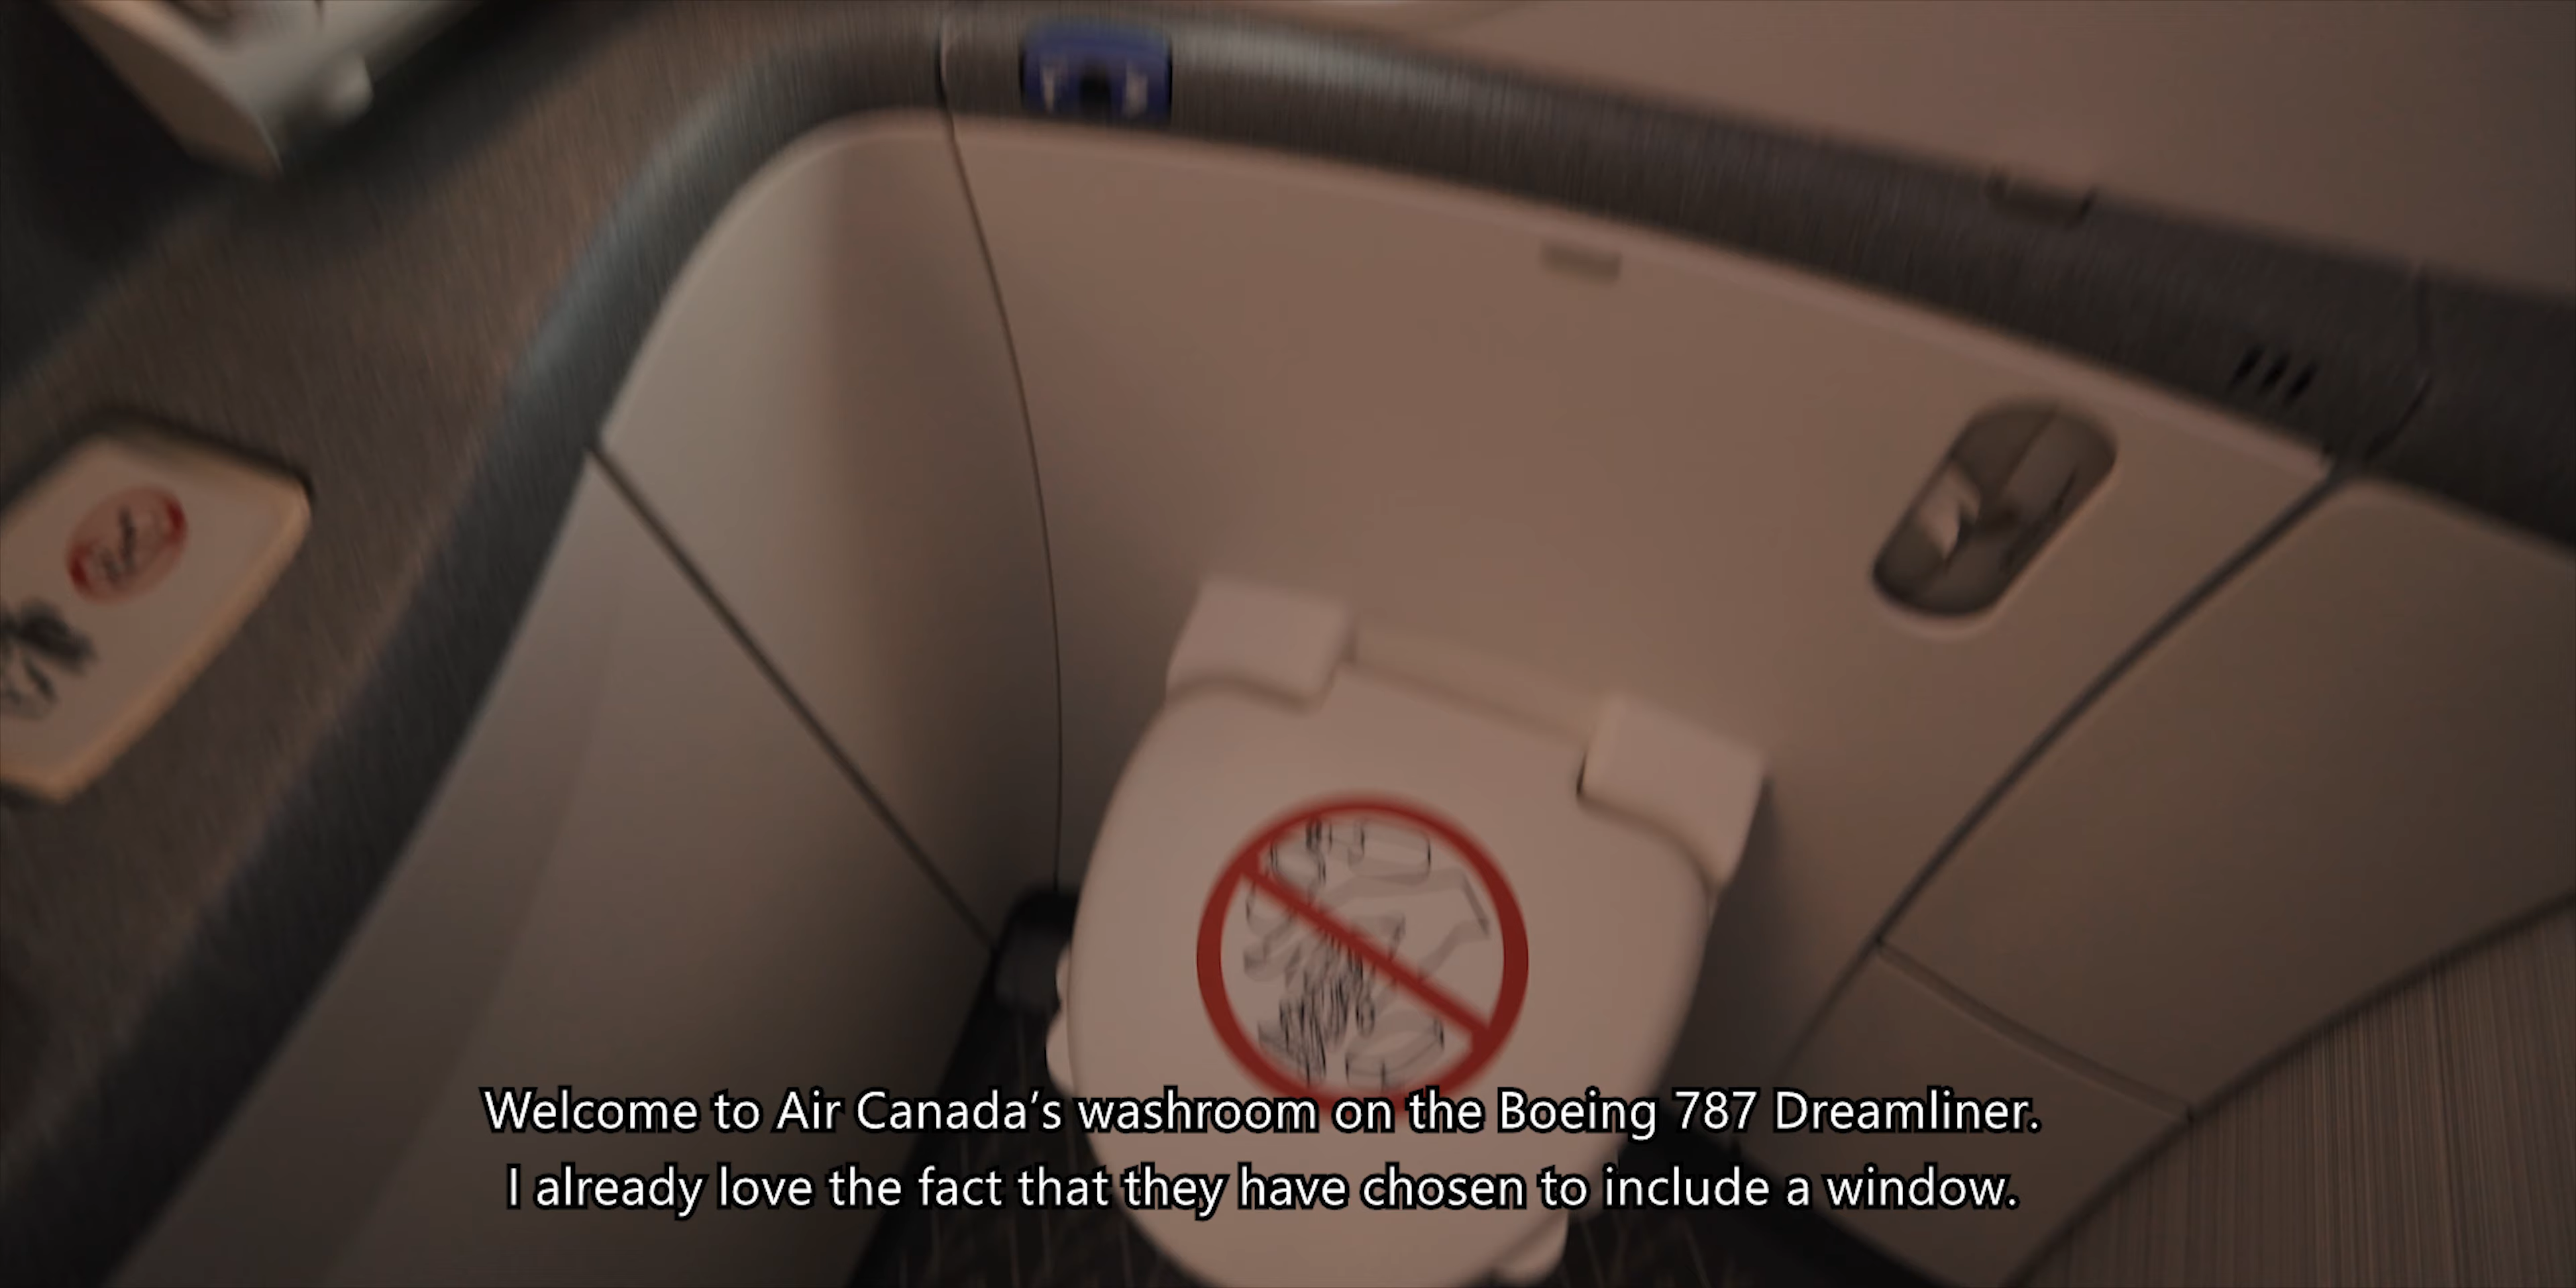 Welcome to Air Canada’s washroom on the Boeing 787 Dreamliner.
I already love the fact that they have chosen to include a window.